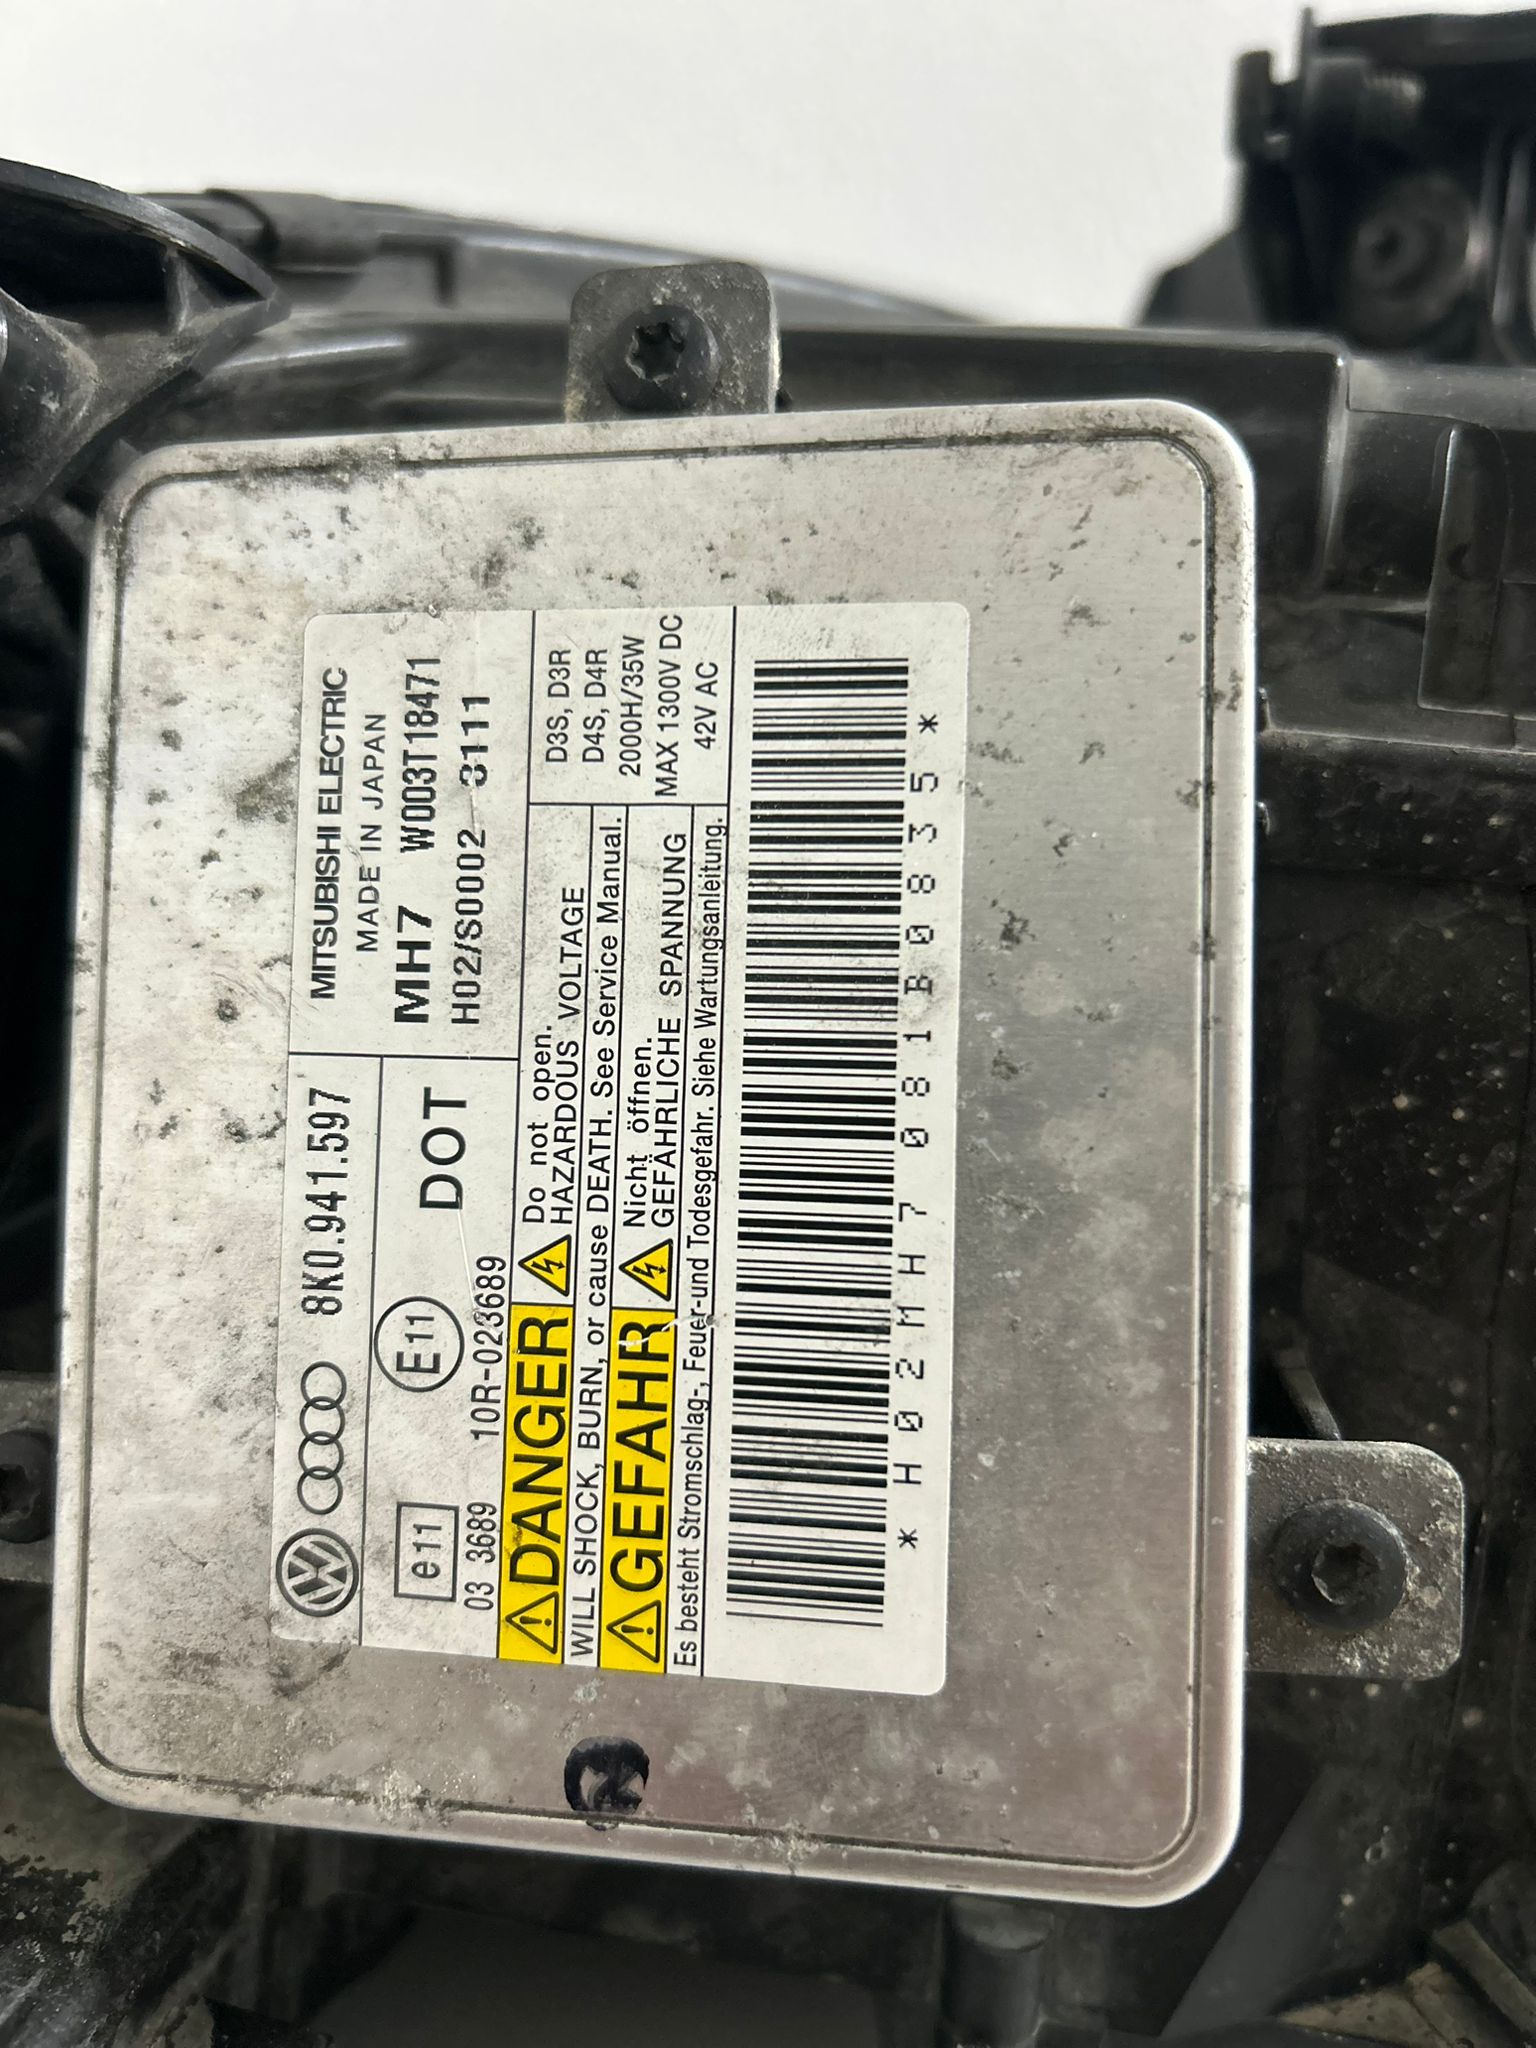 8K0.941.597
MITSUBISHI ELECTRIC
MADE IN JAPAN
e11
E11
DOT
MH7 W003T18471
03 3689 10R-023689
H02/S0002 3111
DANGER
Do not open.
HAZARDOUS VOLTAGE
WILL SHOCK, BURN, or cause DEATH. See Service Manual.
GEFAHR
Nicht öffnen.
GEFÄHRLICHE SPANNUNG
Es besteht Stromschlag-, Feuer-und Todesgefahr. Siehe Wartungsanleitung.
D3S, D3R
D4S, D4R
2000H/35W
MAX 1300V DC
42V AC
*H02MH7081B0835*